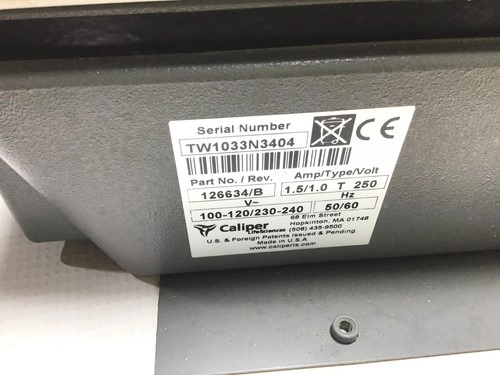 Serial Number
TW1033N3404
Part No. / Rev. Amp/Type/Volt
126634/B 1.5/1.0 T 250
V~ Hz
100-120/230-240 50/60
Caliper LifeSciences 68 Elm Street
Hopkinton, MA 01748
(508) 435-9500
U.S. & Foreign Patents Issued & Pending
Made in U.S.A
www.caliperls.com
CE